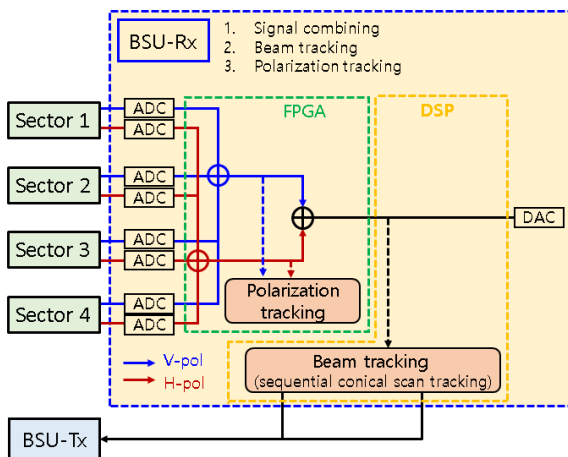 BSU-Rx
1. Signal combining
2. Beam tracking
3. Polarization tracking
FPGA
DSP
Sector 1
ADC
ADC
Sector 2
ADC
ADC
Sector 3
ADC
ADC
Sector 4
ADC
ADC
DAC
Polarization
tracking
V-pol
H-pol
Beam tracking
(sequential conical scan tracking)
BSU-Tx